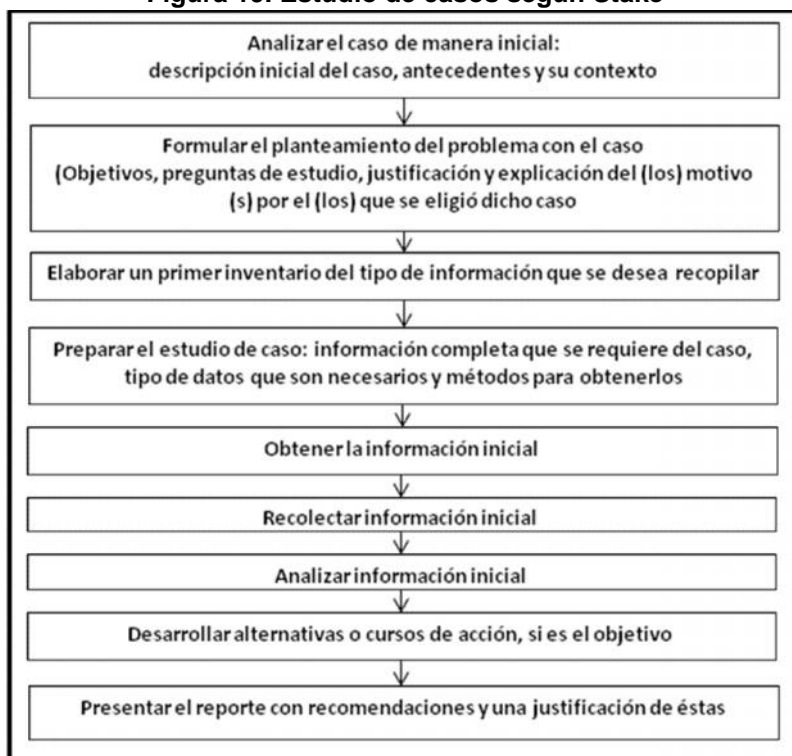 Figura Estudio de casos según Stake
Analizar el caso de manera inicial:
descripción inicial del caso, antecedentes y su contexto
Formular el planteamiento del problema con el caso
(Objetivos, preguntas de estudio, justificación y explicación del (los) motivo
(s) por el (los) que se eligió dicho caso
Elaborar un primer inventario del tipo de información que se desea recopilar
Preparar el estudio de caso: información completa que se requiere del caso,
tipo de datos que son necesarios y métodos para obtenerlos
Obtener la información inicial
Recolectar información inicial
Analizar información inicial
Desarrollar alternativas o cursos de acción, si es el objetivo
Presentar el reporte con recomendaciones y una justificación de éstas